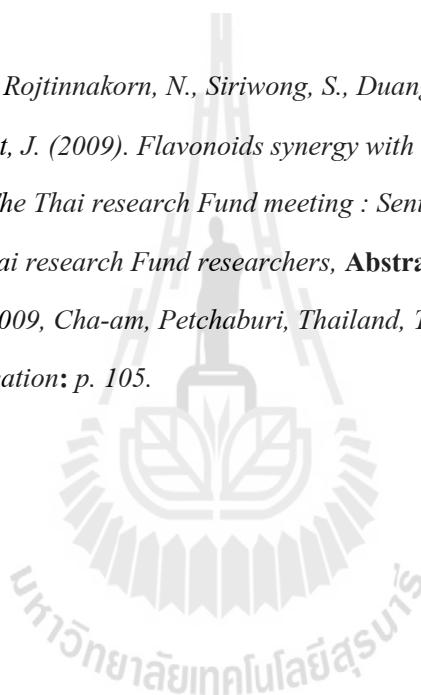 Rojtinnakorn, N., Siriwong, S., Duang
t, J. (2009). Flavonoids synergy with
he Thai research Fund meeting : Seni
ai research Fund researchers, Abstra
009, Cha-am, Petchaburi, Thailand, T
ation: p. 105.
มหาวิทยาลัยเทคโนโลยีสุรนารี